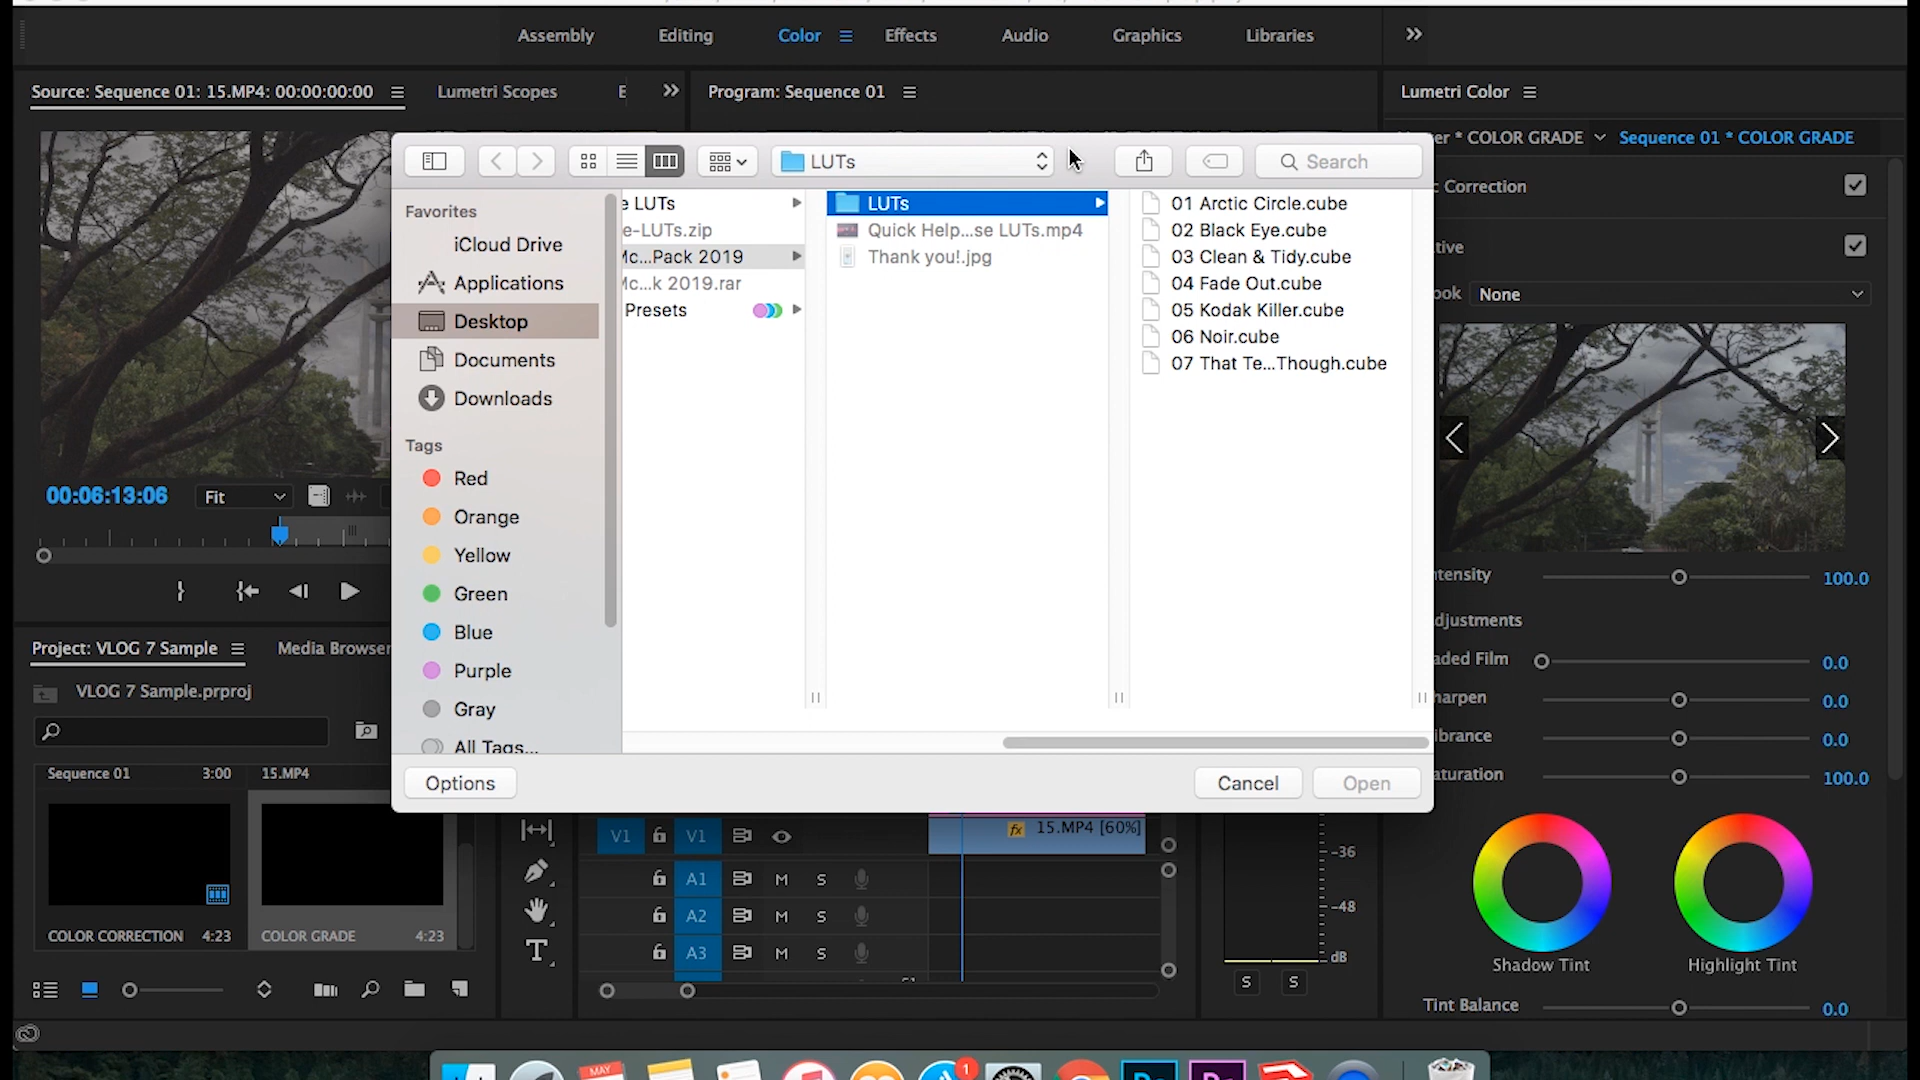 Assembly
Editing
Color
Effects
Audio
Graphics
Libraries
Source: Sequence 01: 15.MP4: 00:00:00:00
Lumetri Scopes
Program: Sequence 01
Lumetri Color
* COLOR GRADE
Sequence 01 * COLOR GRADE
LUTs
Search
Favorites
iCloud Drive
Applications
Desktop
Documents
Downloads
Tags
Red
Orange
Yellow
Green
Blue
Purple
Gray
All Tags...
e LUTs
e-LUTs.zip
Mc...Pack 2019
Mc...k 2019.rar
Presets
LUTs
Quick Help...se LUTs.mp4
Thank you!.jpg
01 Arctic Circle.cube
02 Black Eye.cube
03 Clean & Tidy.cube
04 Fade Out.cube
05 Kodak Killer.cube
06 Noir.cube
07 That Te...Though.cube
Options
Cancel
Open
c Correction
tive
ook
None
ntensity
100.0
djustments
aded Film
0.0
harpen
0.0
ibrance
0.0
aturation
100.0
Shadow Tint
Highlight Tint
Tint Balance
0.0
00:06:13:06
Fit
Project: VLOG 7 Sample
Media Browser
VLOG 7 Sample.prproj
Sequence 01
3:00
15.MP4
COLOR CORRECTION
4:23
COLOR GRADE
4:23
V1
V1
15.MP4 [60%]
fx
A1
M
S
A2
M
S
A3
M
S
-36
-48
dB
S
S
MAY
1